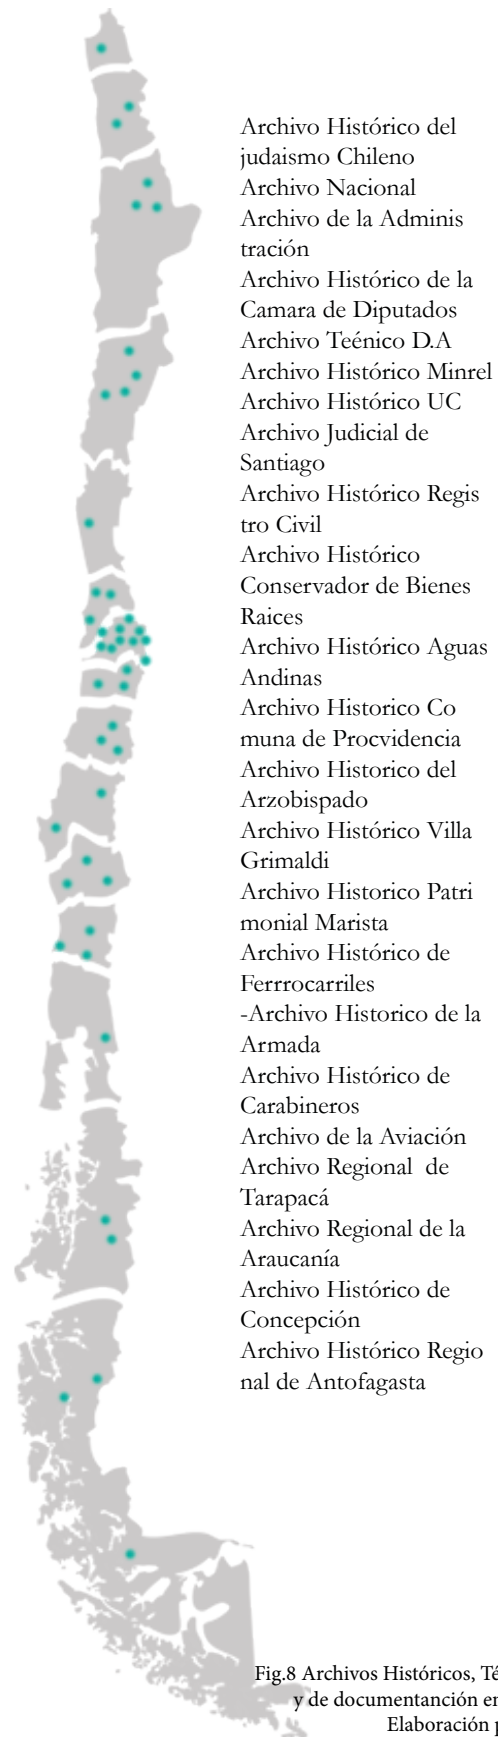 Archivo Histórico del
judaismo Chileno
Archivo Nacional
Archivo de la Adminis
tración
Archivo Histórico de la
Camara de Diputados
Archivo Teénico D.A
Archivo Histórico Minrel
Archivo Histórico UC
Archivo Judicial de
Santiago
Archivo Histórico Regis
tro Civil
Archivo Histórico
Conservador de Bienes
Raices
Archivo Histórico Aguas
Andinas
Archivo Historico Co
muna de Procvidencia
Archivo Historico del
Arzobispado
Archivo Histórico Villa
Grimaldi
Archivo Historico Patri
monial Marista
Archivo Histórico de
Ferrrocarriles
-Archivo Historico de la
Armada
Archivo Histórico de
Carabineros
Archivo de la Aviación
Archivo Regional  de
Tarapacá
Archivo Regional de la
Araucanía
Archivo Histórico de
Concepción
Archivo Histórico Regio
nal de Antofagasta
Fig.8 Archivos Históricos, Té
y de documentanción en
Elaboración p